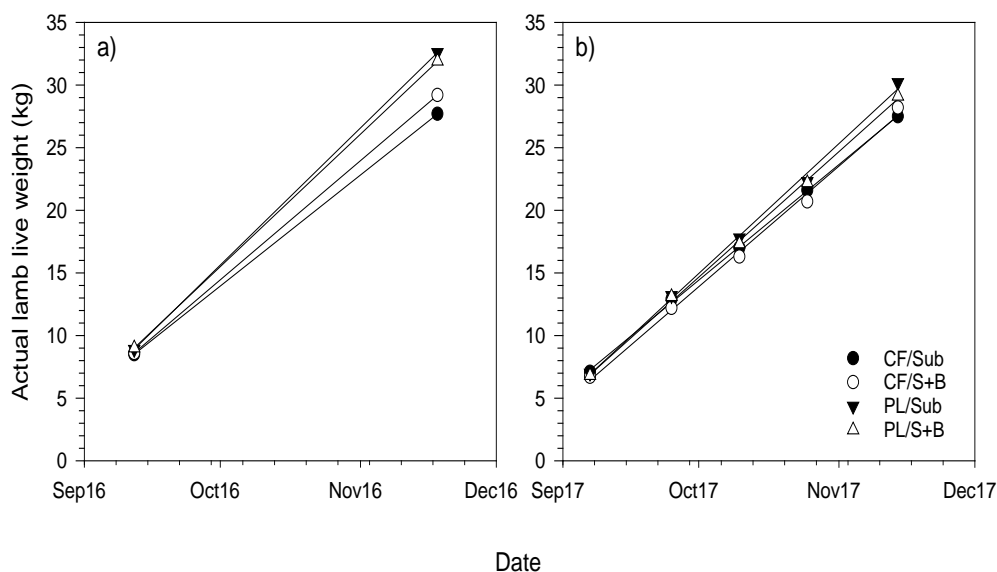 Actual lamb live weight (kg)
a)
35
30
25
20
15
10
5
0
Sep16 Oct16 Nov16 Dec16
b)
35
30
25
20
15
10
5
0
CF/Sub
CF/S+B
PL/Sub
PL/S+B
Sep17 Oct17 Nov17 Dec17
Date